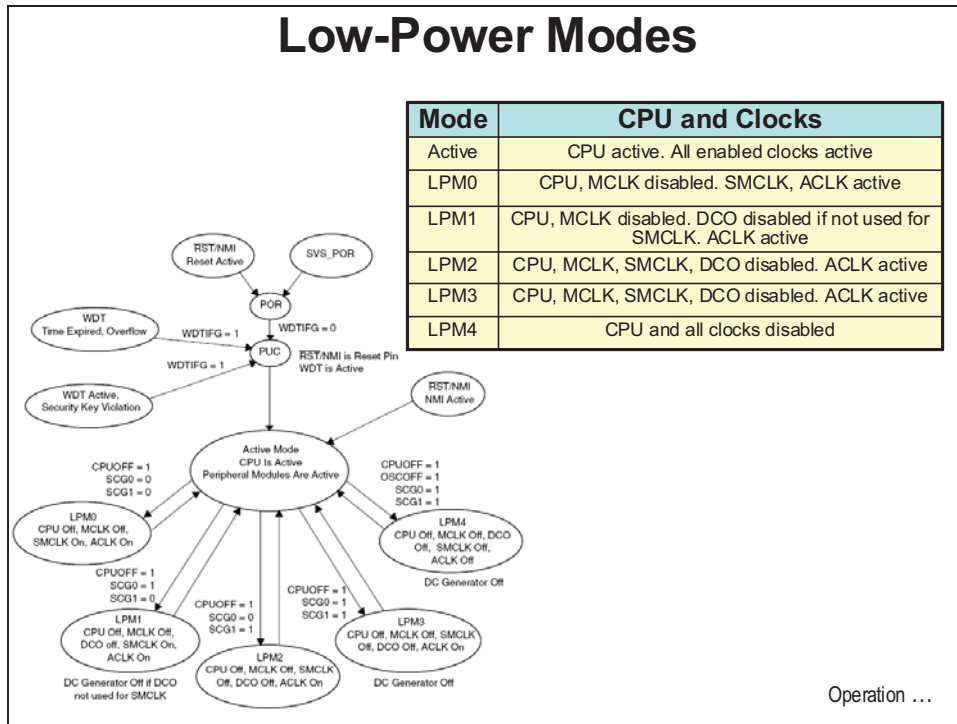 Low-Power Modes
Mode CPU and Clocks
Active CPU active. All enabled clocks active
LPM0 CPU, MCLK disabled. SMCLK, ACLK active
LPM1 CPU, MCLK disabled. DCO disabled if not used for
SMCLK. ACLK active
LPM2 CPU, MCLK, SMCLK, DCO disabled. ACLK active
LPM3 CPU, MCLK, SMCLK, DCO disabled. ACLK active
LPM4 CPU and all clocks disabled
RST/NMI
Reset Active
SVS_POR
POR
WDTIFG = 0
WDT
Time Expired, Overflow
WDTIFG = 1
PUC
RST/NMI is Reset Pin
WDT is Active
WDTIFG = 1
WDT Active,
Security Key Violation
RST/NMI
NMI Active
Active Mode
CPU Is Active
Peripheral Modules Are Active
CPUOFF = 1
SCG0 = 0
SCG1 = 0
CPUOFF = 1
OSCOFF = 1
SCG0 = 1
SCG1 = 1
LPM0
CPU Off, MCLK Off,
SMCLK On, ACLK On
LPM4
CPU Off, MCLK Off, DCO
Off, SMCLK Off,
ACLK Off
DC Generator Off
CPUOFF = 1
SCG0 = 1
SCG1 = 0
CPUOFF = 1
SCG0 = 0
SCG1 = 1
CPUOFF = 1
SCG0 = 1
SCG1 = 1
LPM1
CPU Off, MCLK Off,
DCO off, SMCLK On,
ACLK On
DC Generator Off if DCO
not used for SMCLK
LPM2
CPU Off, MCLK Off, SMCLK
Off, DCO Off, ACLK On
LPM3
CPU Off, MCLK Off, SMCLK
Off, DCO Off, ACLK On
DC Generator Off
Operation …